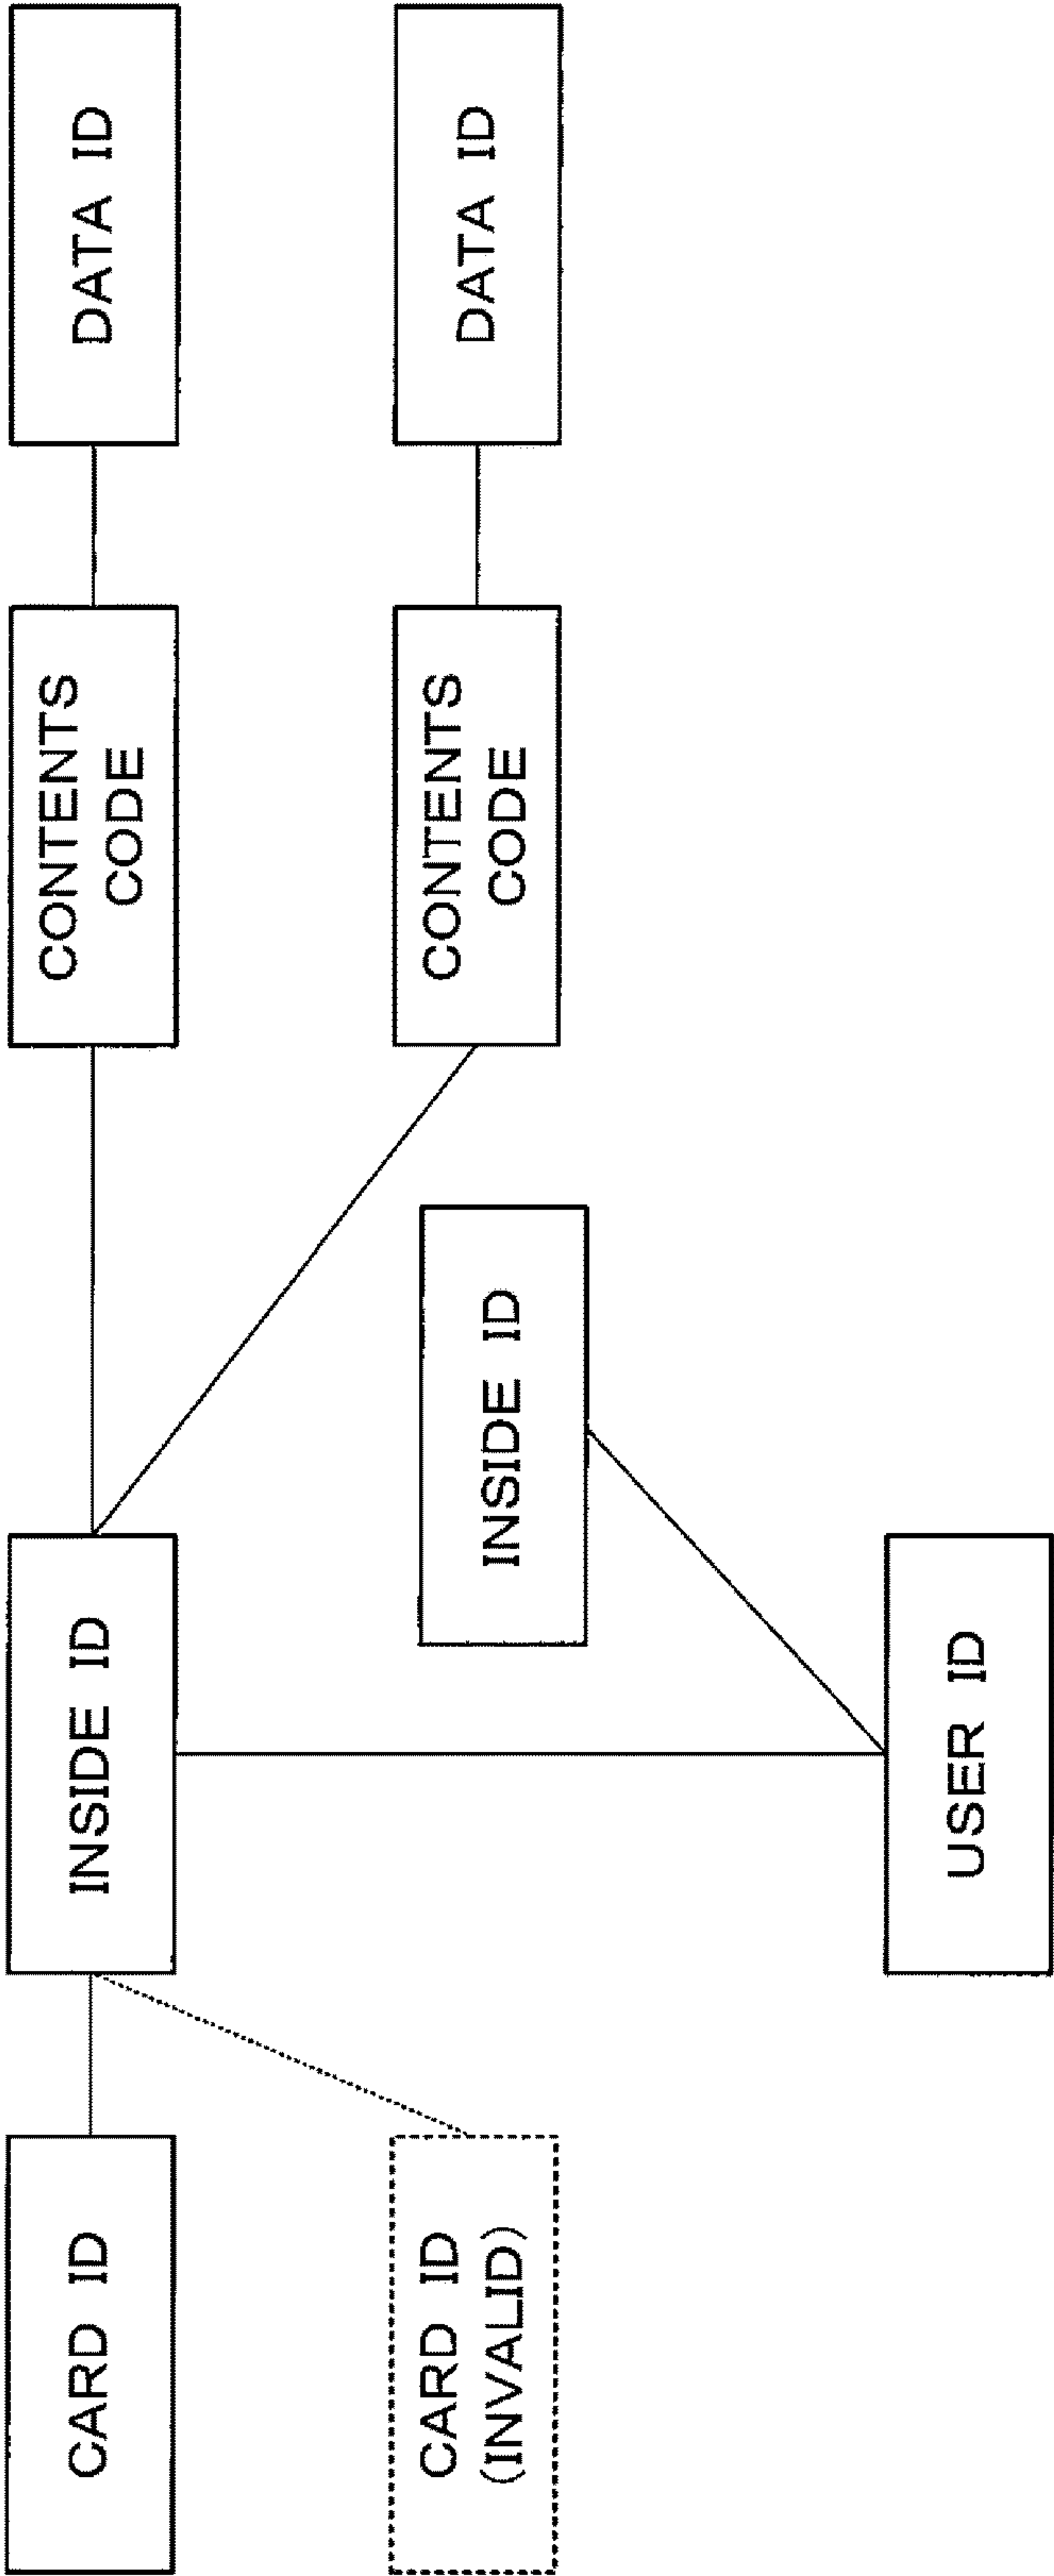 CARD ID
INSIDE ID
CONTENTS
CODE
DATA ID
CARD ID
(INVALID)
INSIDE ID
CONTENTS
CODE
DATA ID
USER ID